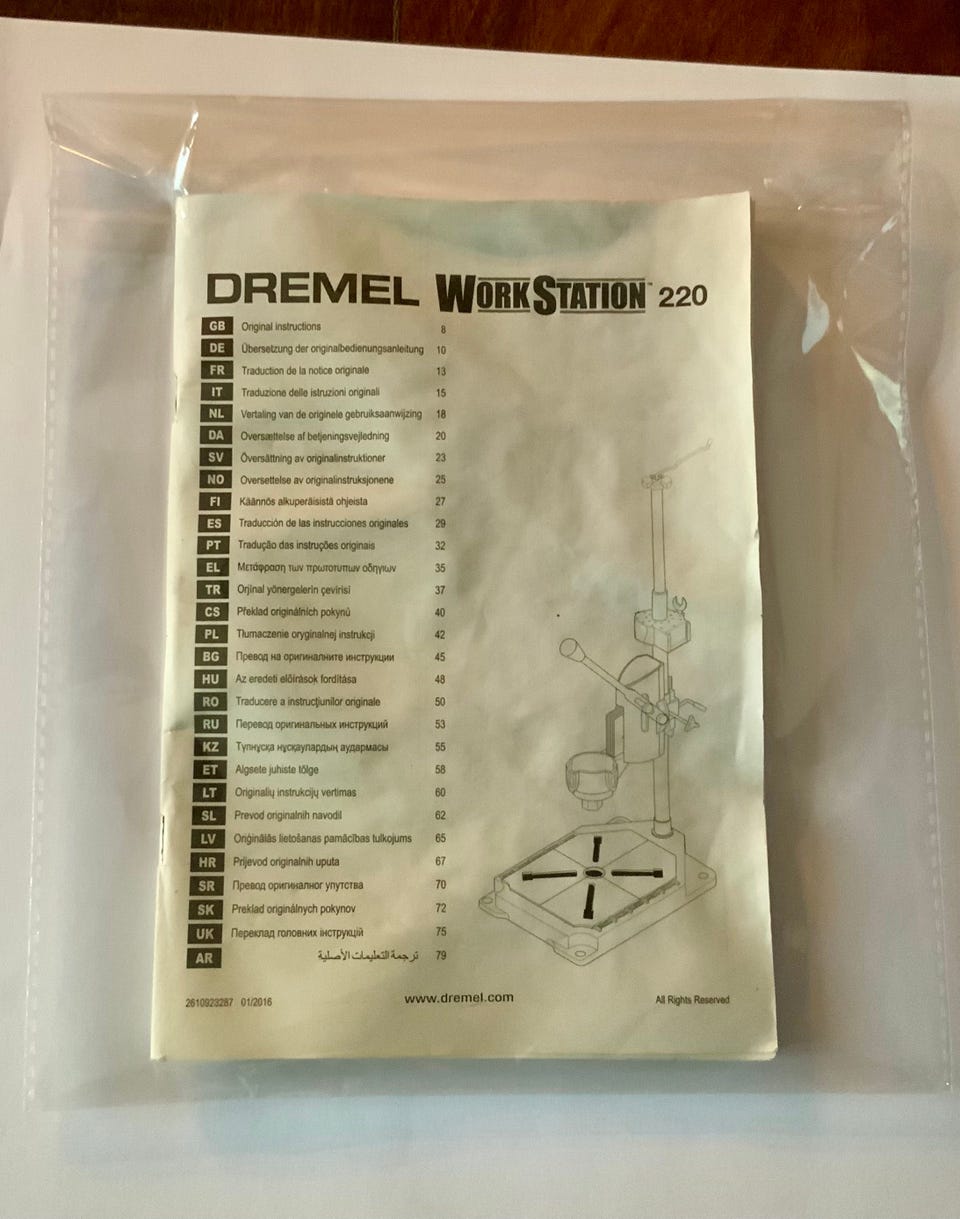 DREMEL WORKSTATION™ 220
GB Original instructions 8
DE Übersetzung der originalbedienungsanleitung 10
FR Traduction de la notice originale 13
IT Traduzione delle istruzioni originali 15
NL Vertaling van de originele gebruiksaanwijzing 18
DA Oversættelse af betjeningsvejledning 20
SV Översättning av originalinstruktioner 23
NO Oversettelse av originalinstruksjonene 25
FI Käännös alkuperäisistä ohjeista 27
ES Traducción de las instrucciones originales 29
PT Tradução das instruções originais 32
EL Μετάφραση των πρωτοτυπων οδηγιων 35
TR Orjinal yönergelerin çevirisi 37
CS Překlad originálních pokynů 40
PL Tłumaczenie oryginalnej instrukcji 42
BG Превод на оригиналните инструкции 45
HU Az eredeti előírások fordítása 48
RO Traducere a instrucţiunilor originale 50
RU Перевод оригинальных инструкций 53
KZ Түпнұсқа нұсқаулардың аудармасы 55
ET Algsete juhiste tõlge 58
LT Originalių instrukcijų vertimas 60
SL Prevod originalnih navodil 62
LV Oriģinālās lietošanas pamācības tulkojums 65
HR Prijevod originalnih uputa 67
SR Превод оригиналног упутства 70
SK Preklad originálnych pokynov 72
UK Переклад головних інструкцій 75
AR ترجمة التعليمات الأصلية 79
2610923287 01/2016 www.dremel.com All Rights Reserved